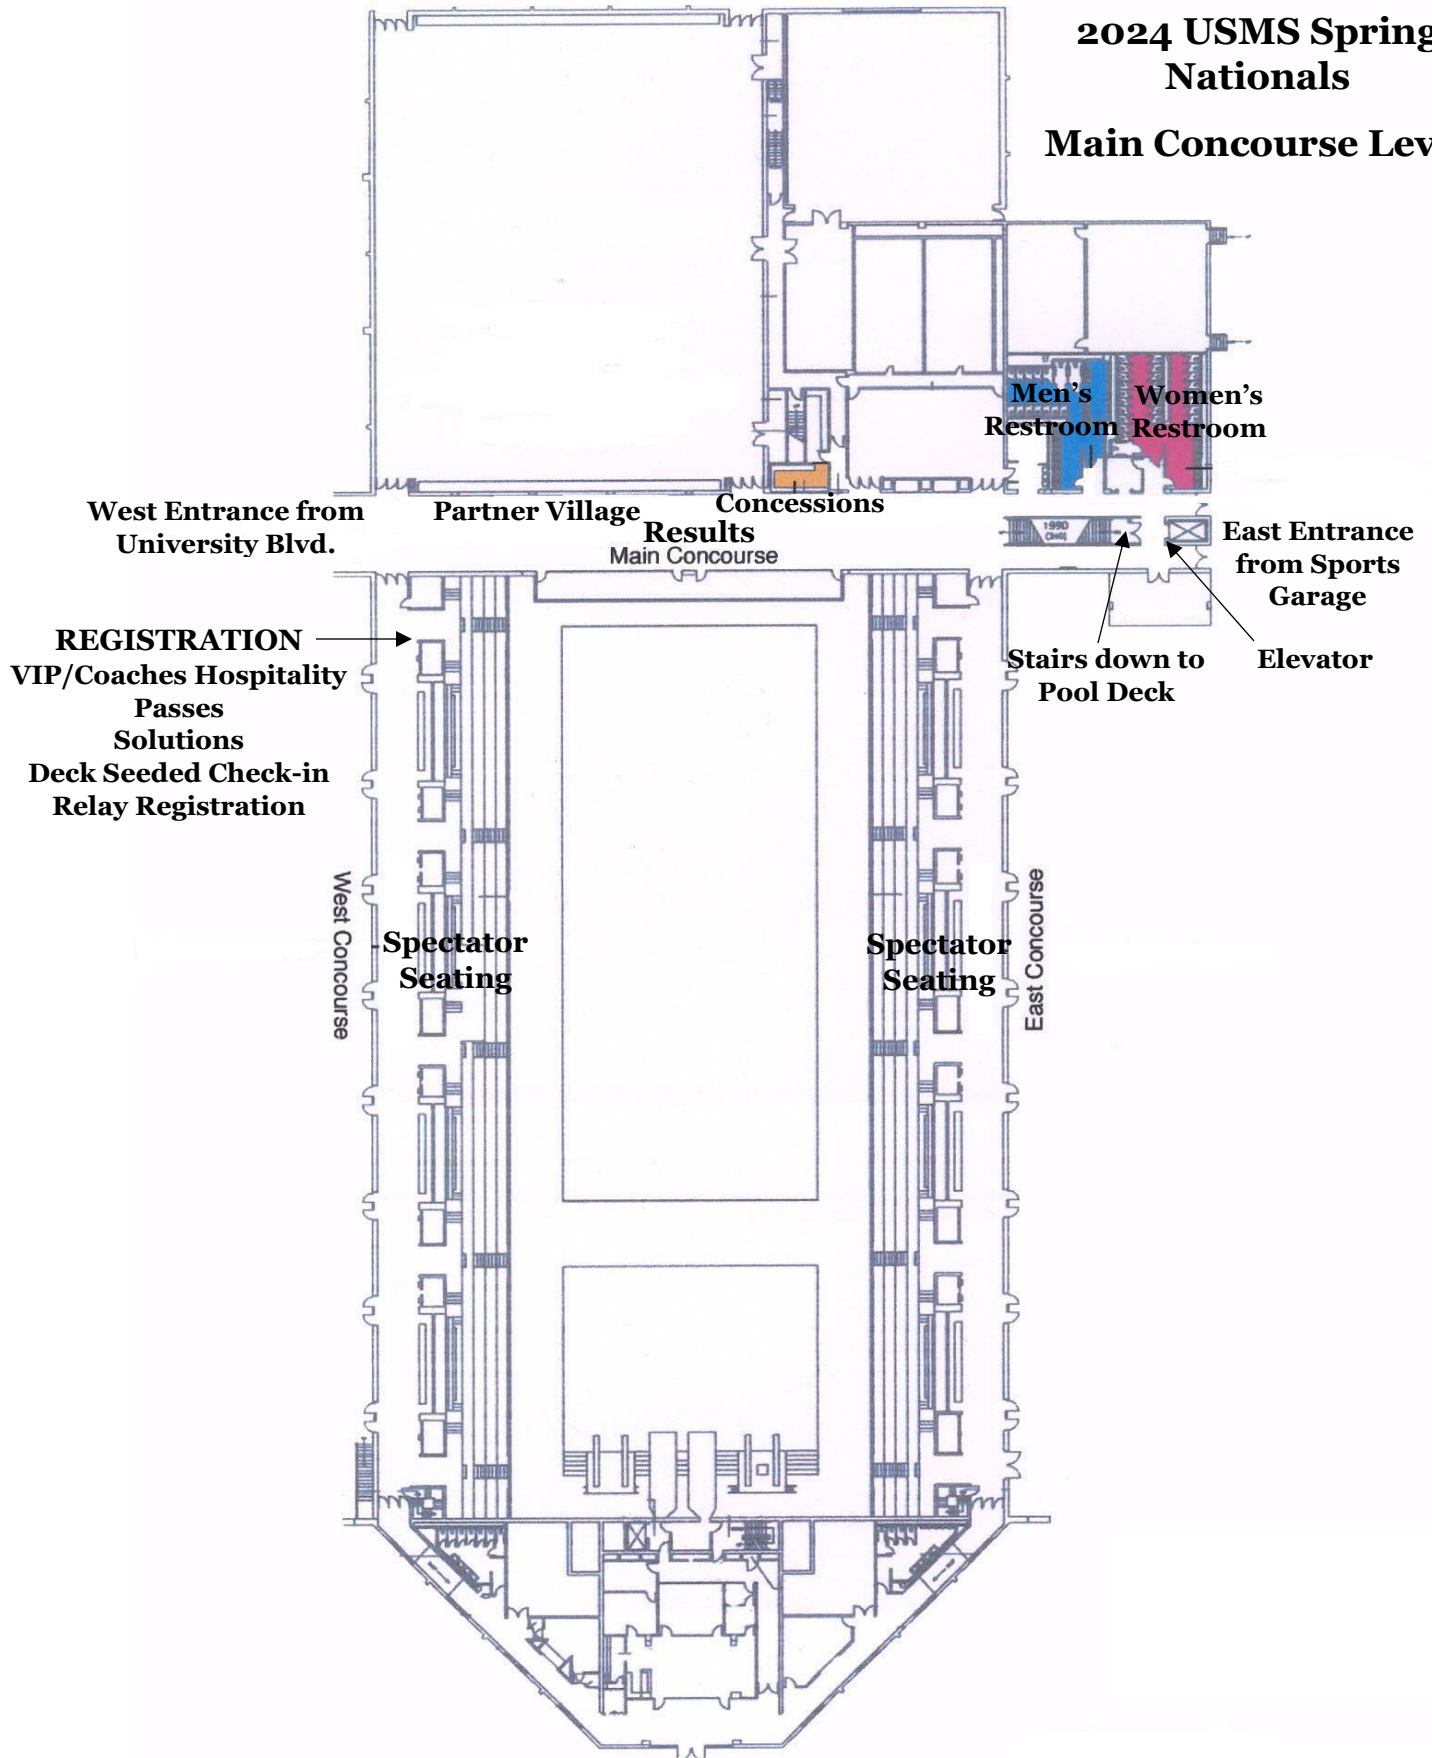 2024 USMS Spring
Nationals
Main Concourse Lev
Men's
Restroom
Women's
Restroom
West Entrance from
University Blvd.
Partner Village
Concessions
Results
Main Concourse
1990
East Entrance
from Sports
Garage
REGISTRATION
VIP/Coaches Hospitality
Passes
Solutions
Deck Seeded Check-in
Relay Registration
Stairs down to
Pool Deck
Elevator
West Concourse
Spectator
Seating
Spectator
Seating
East Concourse